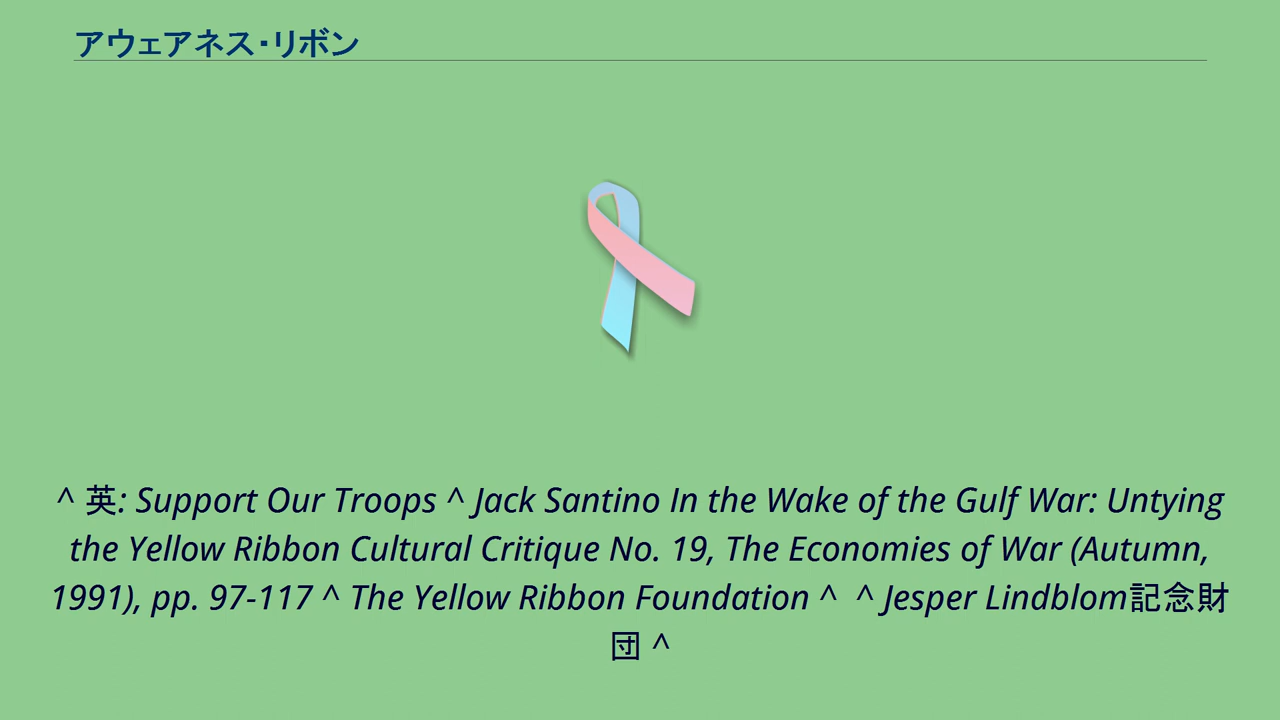 アウェアネス・リボン
^ 英: Support Our Troops ^ Jack Santino In the Wake of the Gulf War: Untying
the Yellow Ribbon Cultural Critique No. 19, The Economies of War (Autumn,
1991), pp. 97-117 ^ The Yellow Ribbon Foundation ^  ^ Jesper Lindblom記念財
団 ^